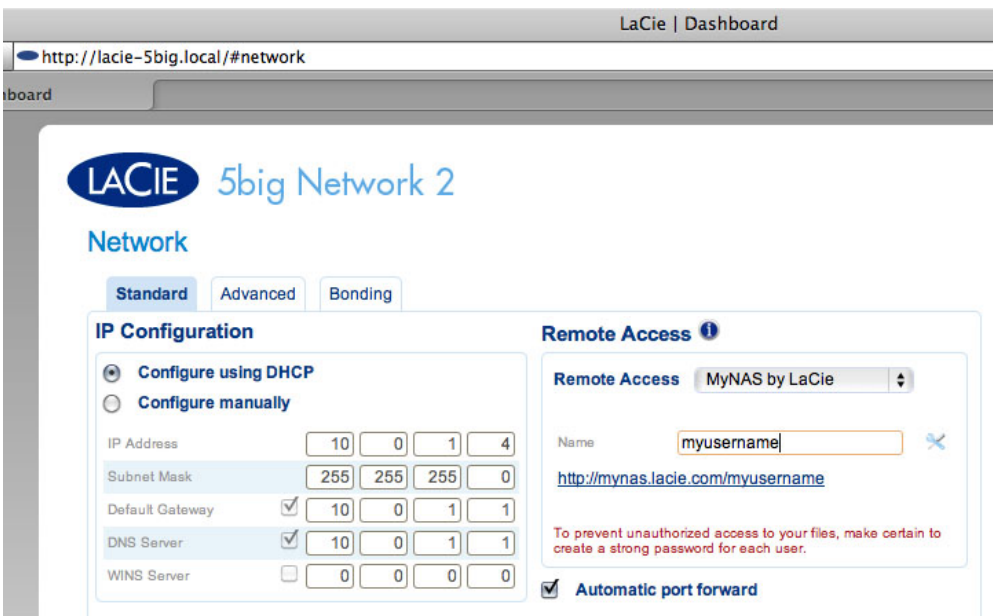 LaCie | Dashboard
http://lacie-5big.local/#network
board
LACIE 5big Network 2
Network
Standard Advanced Bonding
IP Configuration
Configure using DHCP
Configure manually
IP Address 10 0 1 4
Subnet Mask 255 255 255 0
Default Gateway 10 0 1 1
DNS Server 10 0 1 1
WINS Server 0 0 0 0
Remote Access i
Remote Access MyNAS by LaCie
Name myusername
http://mynas.lacie.com/myusername
To prevent unauthorized access to your files, make certain to
create a strong password for each user.
Automatic port forward